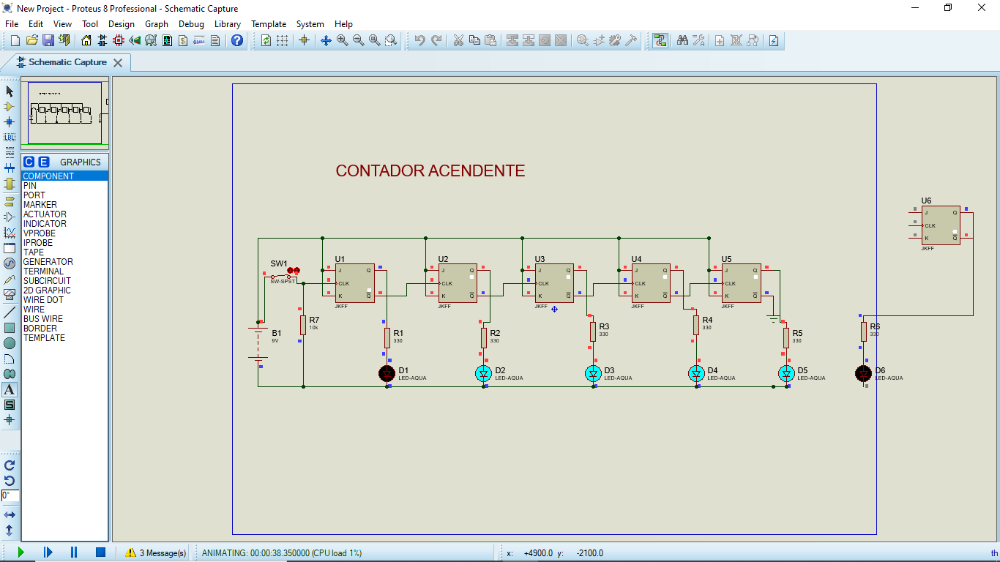 New Project - Proteus 8 Professional - Schematic Capture
File Edit View Tool Design Graph Debug Library Template System Help
Schematic Capture
LBL
C E GRAPHICS
COMPONENT
PIN
PORT
MARKER
ACTUATOR
INDICATOR
VPROBE
IPROBE
TAPE
GENERATOR
TERMINAL
SUBCIRCUIT
2D GRAPHIC
WIRE DOT
WIRE
BUS WIRE
BORDER
TEMPLATE
A
S
0°
CONTADOR ACENDENTE
U6
J Q
CLK
K Q
JKFF
SW1
SW-SPST
U1
J Q
CLK
K Q
JKFF
U2
J Q
CLK
K Q
JKFF
U3
J Q
CLK
K Q
JKFF
U4
J Q
CLK
K Q
JKFF
U5
J Q
CLK
K Q
JKFF
B1
9V
R7
10k
R1
330
R2
330
R3
330
R4
330
R5
330
R6
330
D1
LED-AQUA
D2
LED-AQUA
D3
LED-AQUA
D4
LED-AQUA
D5
LED-AQUA
D6
LED-AQUA
3 Message(s) ANIMATING: 00:00:38.350000 (CPU load 1%) x: +4900.0 y: -2100.0 th